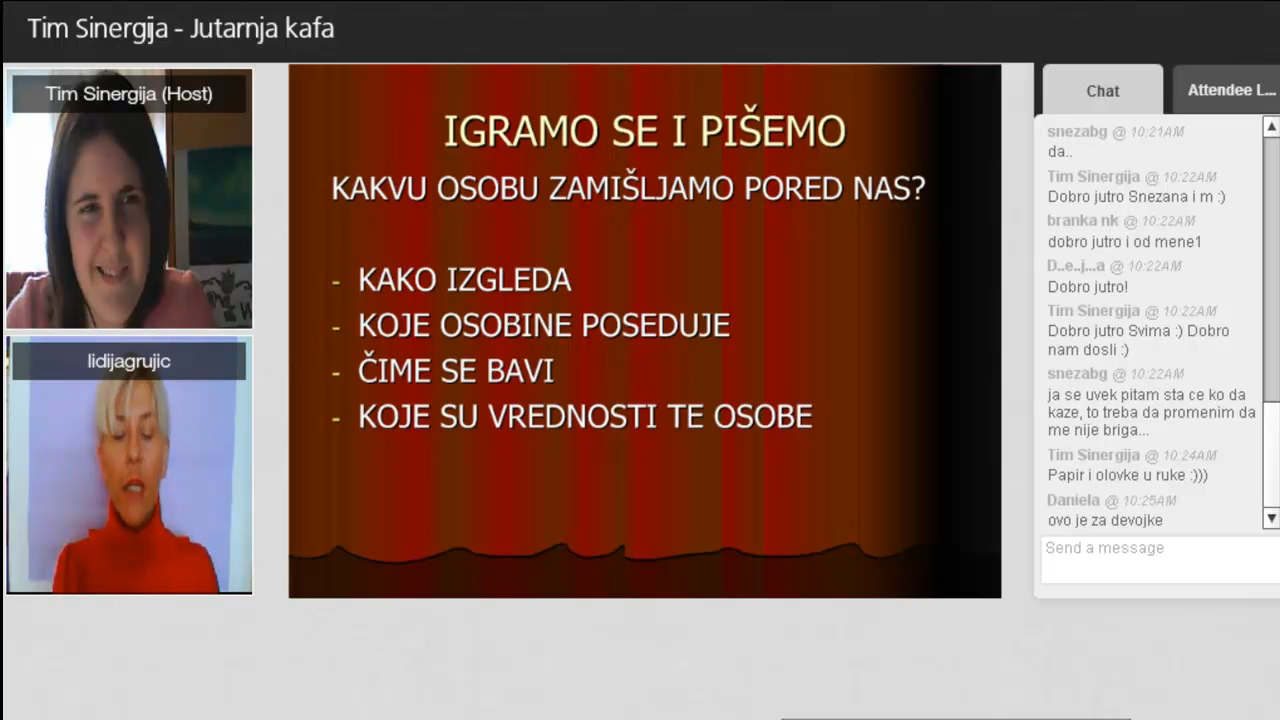 Tim Sinergija - Jutarnja kafa
Tim Sinergija (Host)
lidijagrujic
IGRAMO SE I PIŠEMO
KAKVU OSOBU ZAMIŠLJAMO PORED NAS?
- KAKO IZGLEDA
- KOJE OSOBINE POSEDUJE
- ČIME SE BAVI
- KOJE SU VREDNOSTI TE OSOBE
Chat
Attendee L...
snezabg @ 10:21AM
da..
Tim Sinergija @ 10:22AM
Dobro jutro Snezana i m :)
branka nk @ 10:22AM
dobro jutro i od mene1
D..e..j...a @ 10:22AM
Dobro jutro!
Tim Sinergija @ 10:22AM
Dobro jutro Svima :) Dobro
nam dosli :)
snezabg @ 10:22AM
ja se uvek pitam sta ce ko da
kaze, to treba da promenim da
me nije briga...
Tim Sinergija @ 10:24AM
Papir i olovke u ruke :)))
Daniela @ 10:25AM
ovo je za devojke
Send a message